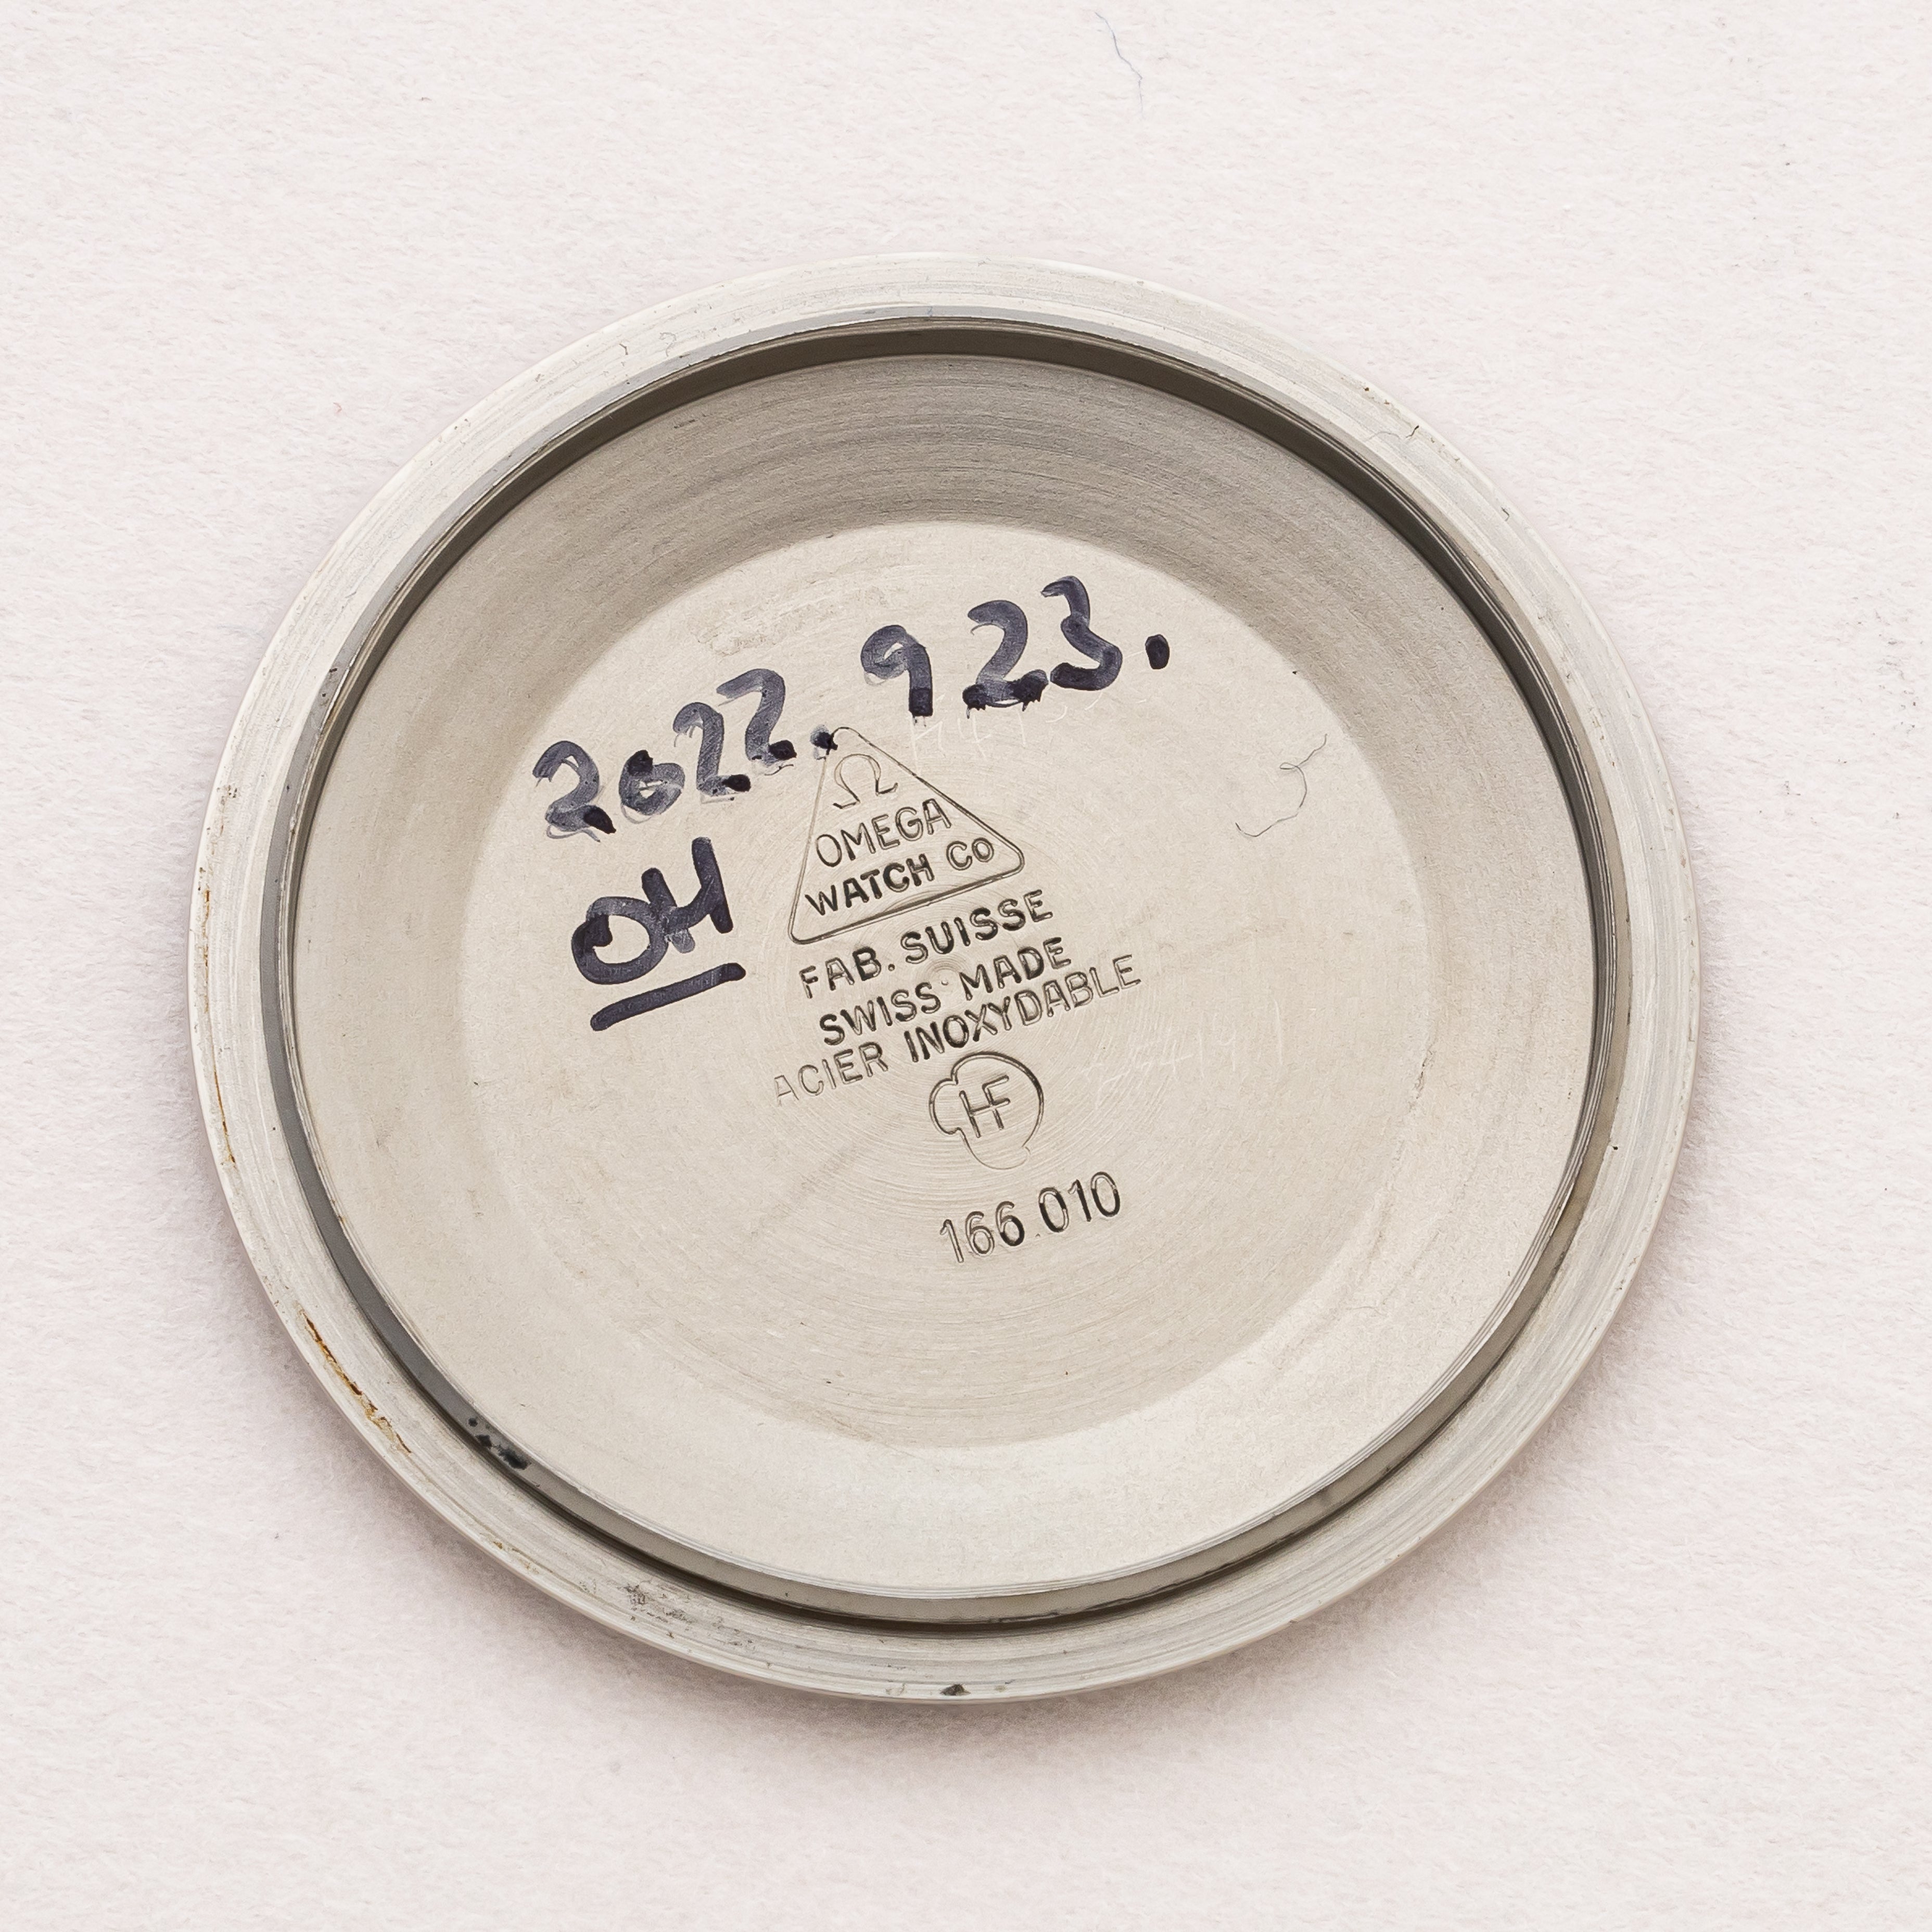 2022. 9 23.
OH
Ω
OMEGA
WATCH Co
FAB. SUISSE
SWISS MADE
ACIER INOXYDABLE
HF
166.010